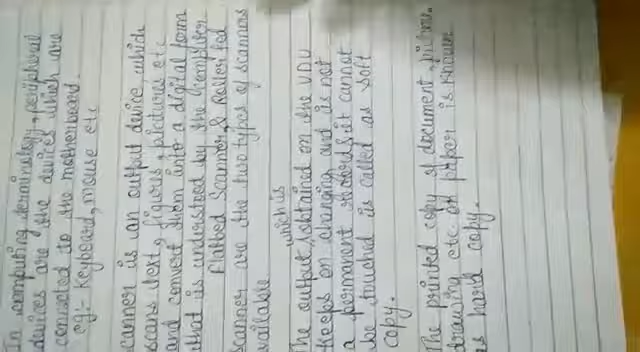 In computing terminology, peripheral
devices are the devices which are
connected to the motherboard.
eg:- Keyboard, mouse etc
scanner is an output device which
scans text, figures, pictures, etc
and convert them into a digital form
that is understood by the computer
flatbed scanner & Roller fed
scanner are the two types of scanners
available
which is
The output obtained on the VDU
keeps on changing and is not
a permanent record & it cannot
be touched is called as soft
copy.
The printed copy of document, picture.
drawing etc. on paper is known
as hard copy.